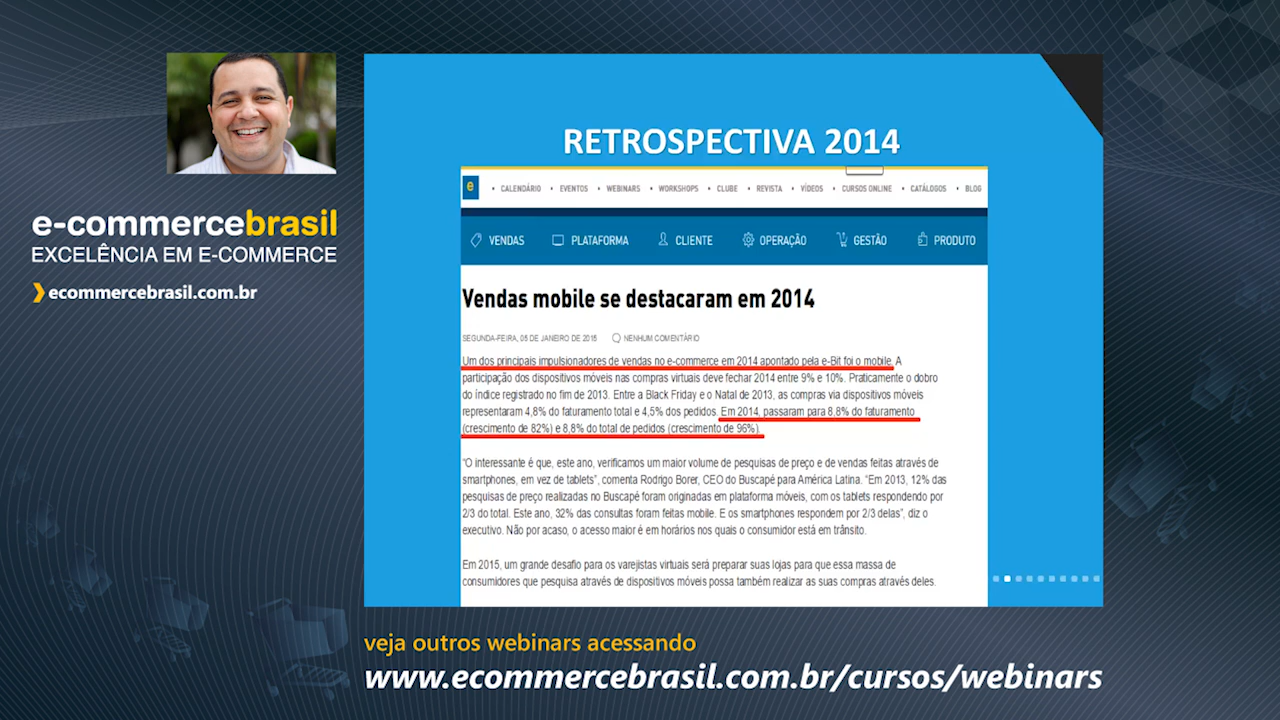 e-commercebrasil
EXCELÊNCIA EM E-COMMERCE
ecommercebrasil.com.br
RETROSPECTIVA 2014
e • CALENDÁRIO • EVENTOS • WEBINARS • WORKSHOPS • CLUBE • REVISTA • VÍDEOS • CURSOS ONLINE • CATÁLOGOS • BLOG
VENDAS PLATAFORMA CLIENTE OPERAÇÃO GESTÃO PRODUTO
Vendas mobile se destacaram em 2014
SEGUNDA-FEIRA, 05 DE JANEIRO DE 2015 NENHUM COMENTÁRIO
Um dos principais impulsionadores de vendas no e-commerce em 2014 apontado pela e-Bit foi o mobile. A
participação dos dispositivos móveis nas compras virtuais deve fechar 2014 entre 9% e 10%. Praticamente o dobro
do índice registrado no fim de 2013. Entre a Black Friday e o Natal de 2013, as compras via dispositivos móveis
representaram 4,8% do faturamento total e 4,5% dos pedidos. Em 2014, passaram para 8,8% do faturamento
(crescimento de 82%) e 8,8% do total de pedidos (crescimento de 96%).
"O interessante é que, este ano, verificamos um maior volume de pesquisas de preço e de vendas feitas através de
smartphones, em vez de tablets", comenta Rodrigo Borer, CEO do Buscapé para América Latina. "Em 2013, 12% das
pesquisas de preço realizadas no Buscapé foram originadas em plataforma móveis, com os tablets respondendo por
2/3 do total. Este ano, 32% das consultas foram feitas mobile. E os smartphones respondem por 2/3 delas", diz o
executivo. Não por acaso, o acesso maior é em horários nos quais o consumidor está em trânsito.
Em 2015, um grande desafio para os varejistas virtuais será preparar suas lojas para que essa massa de
consumidores que pesquisa através de dispositivos móveis possa também realizar as suas compras através deles.
veja outros webinars acessando
www.ecommercebrasil.com.br/cursos/webinars